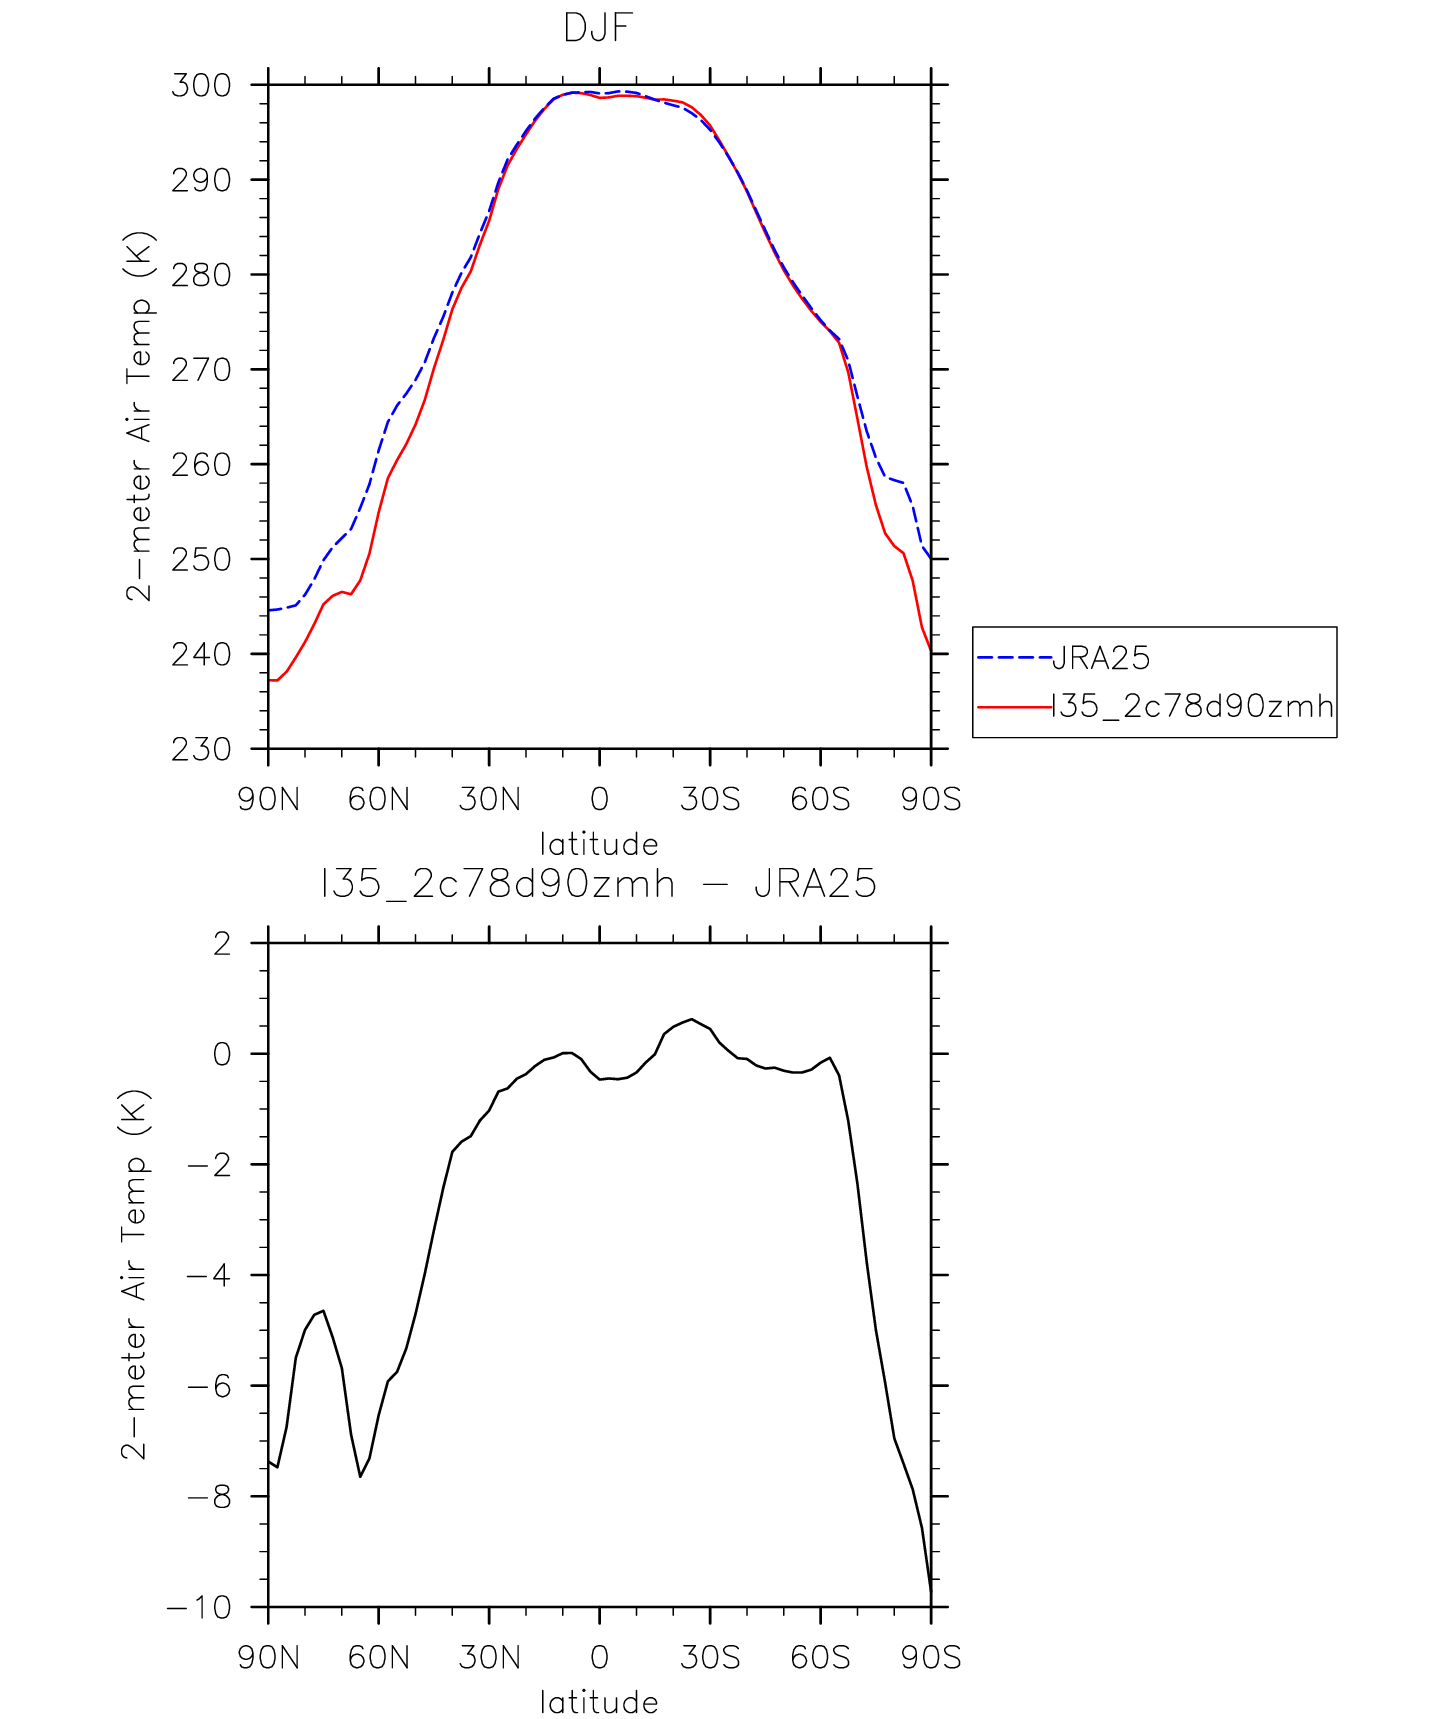 DJF
300
290
280
270
260
250
240
230
2-meter Air Temp (K)
90N 60N 30N 0 30S 60S 90S
latitude
JRA25
I35_2c78d90zmh
I35_2c78d90zmh - JRA25
2
0
-2
-4
-6
-8
-10
2-meter Air Temp (K)
90N 60N 30N 0 30S 60S 90S
latitude